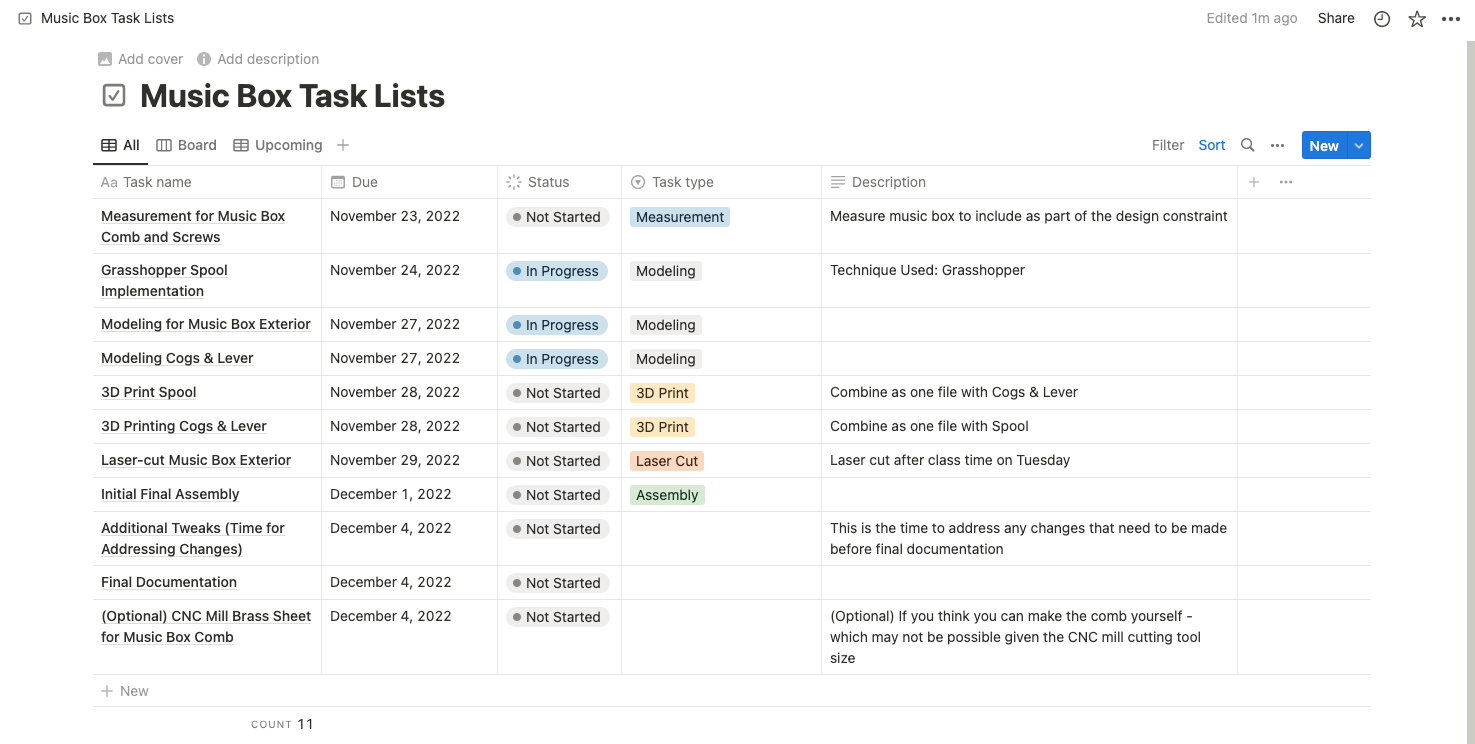 Music Box Task Lists
Edited 1m ago Share
Add cover Add description
Music Box Task Lists
All Board Upcoming
Filter Sort New
Aa Task name Due Status Task type Description
Measurement for Music Box November 23, 2022 Not Started Measurement Measure music box to include as part of the design constraint
Comb and Screws
Grasshopper Spool November 24, 2022 In Progress Modeling Technique Used: Grasshopper
Implementation
Modeling for Music Box Exterior November 27, 2022 In Progress Modeling
Modeling Cogs & Lever November 27, 2022 In Progress Modeling
3D Print Spool November 28, 2022 Not Started 3D Print Combine as one file with Cogs & Lever
3D Printing Cogs & Lever November 28, 2022 Not Started 3D Print Combine as one file with Spool
Laser-cut Music Box Exterior November 29, 2022 Not Started Laser Cut Laser cut after class time on Tuesday
Initial Final Assembly December 1, 2022 Not Started Assembly
Additional Tweaks (Time for December 4, 2022 Not Started This is the time to address any changes that need to be made
Addressing Changes) before final documentation
Final Documentation December 4, 2022 Not Started
(Optional) CNC Mill Brass Sheet December 4, 2022 Not Started (Optional) If you think you can make the comb yourself -
for Music Box Comb which may not be possible given the CNC mill cutting tool
size
New
COUNT 11